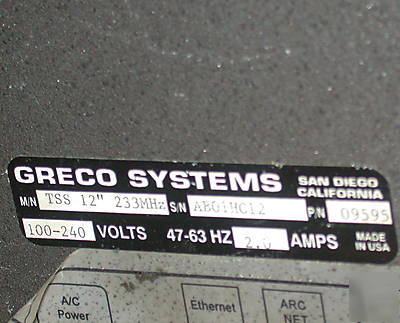 GRECO SYSTEMS SAN DIEGO
CALIFORNIA
M/N TSS 12" 233MHz S/N AB01HC12 P/N 09595
100-240 VOLTS 47-63 HZ 2.0 AMPS MADE
IN USA
A/C
Power
Ethernet
ARC
NET